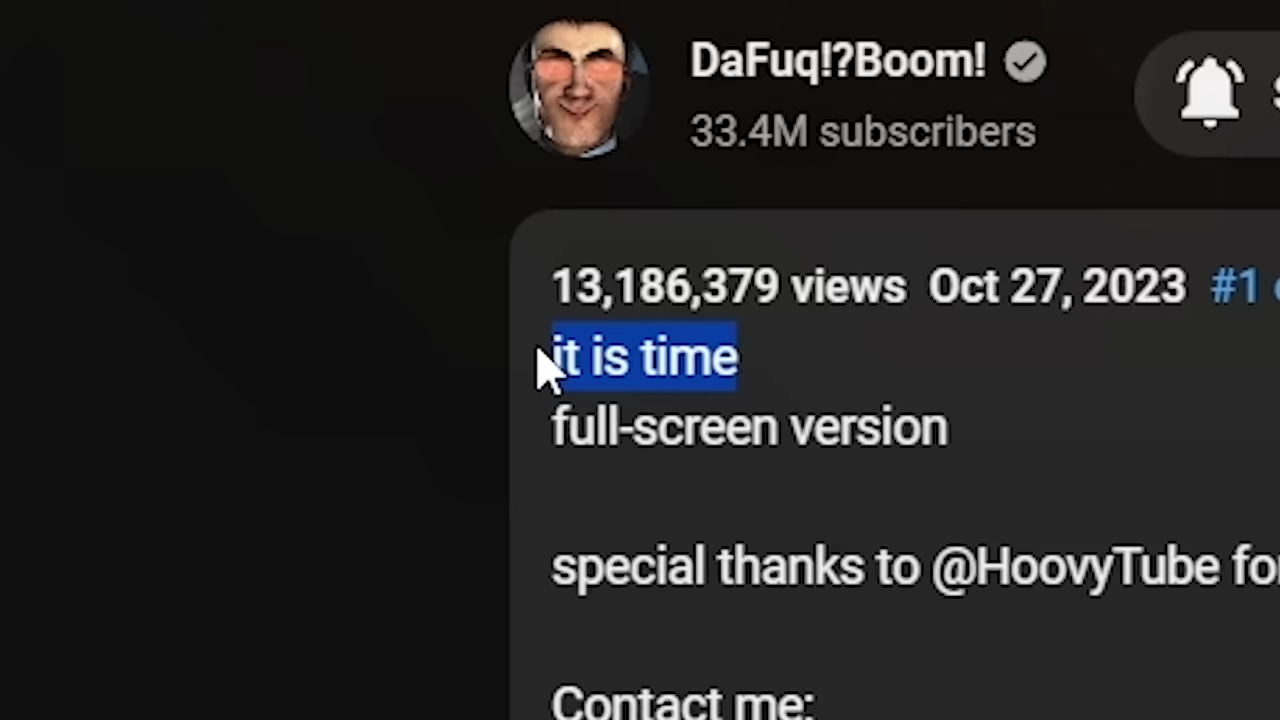 DaFuq!?Boom!
33.4M subscribers
13,186,379 views Oct 27, 2023 #1
it is time
full-screen version
special thanks to @HoovyTube for
Contact me: